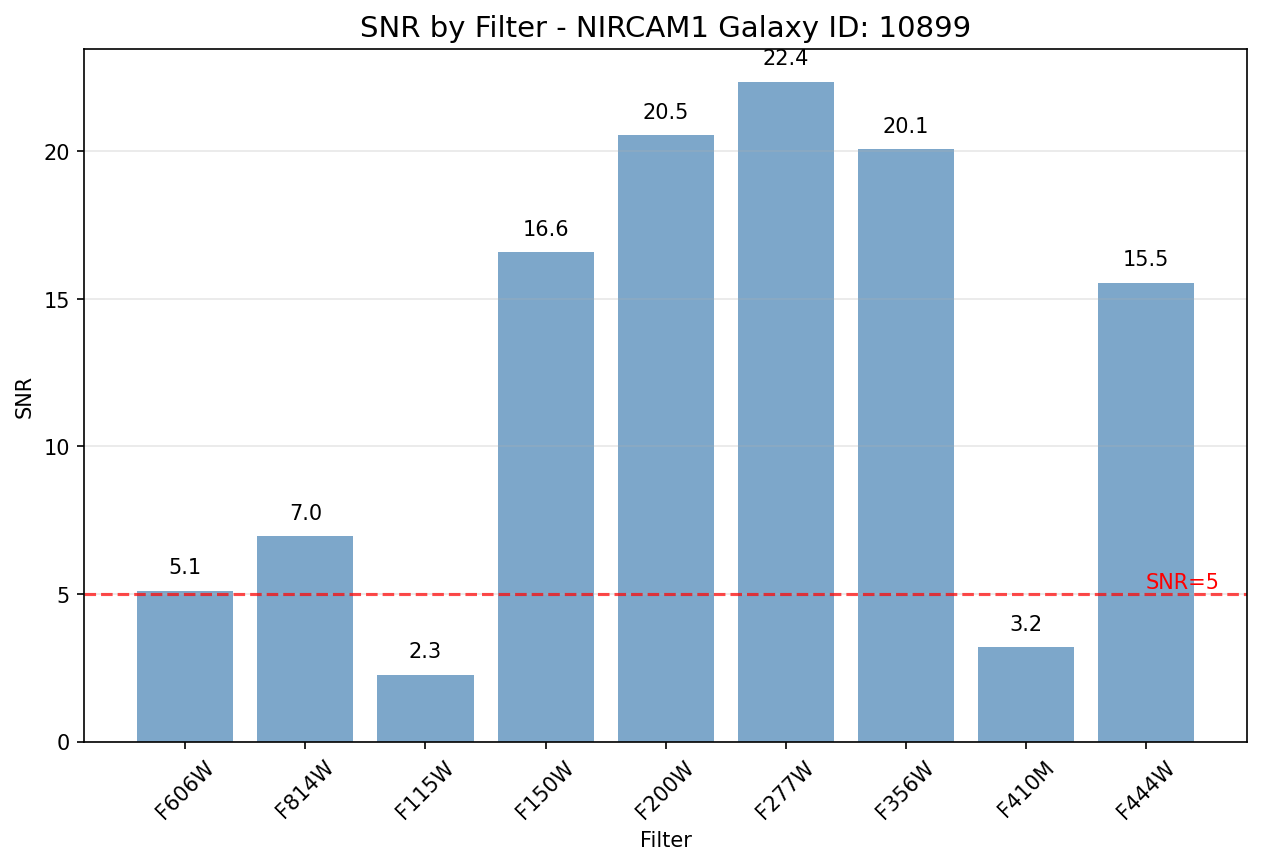 SNR by Filter - NIRCAM1 Galaxy ID: 10899
22.4
20.5
20.1
20
16.6
15.5
15
SNR
10
7.0
5.1
SNR=5
5
3.2
2.3
0
F606W
F814W
F115W
F150W
F200W
F277W
F356W
F410M
F444W
Filter